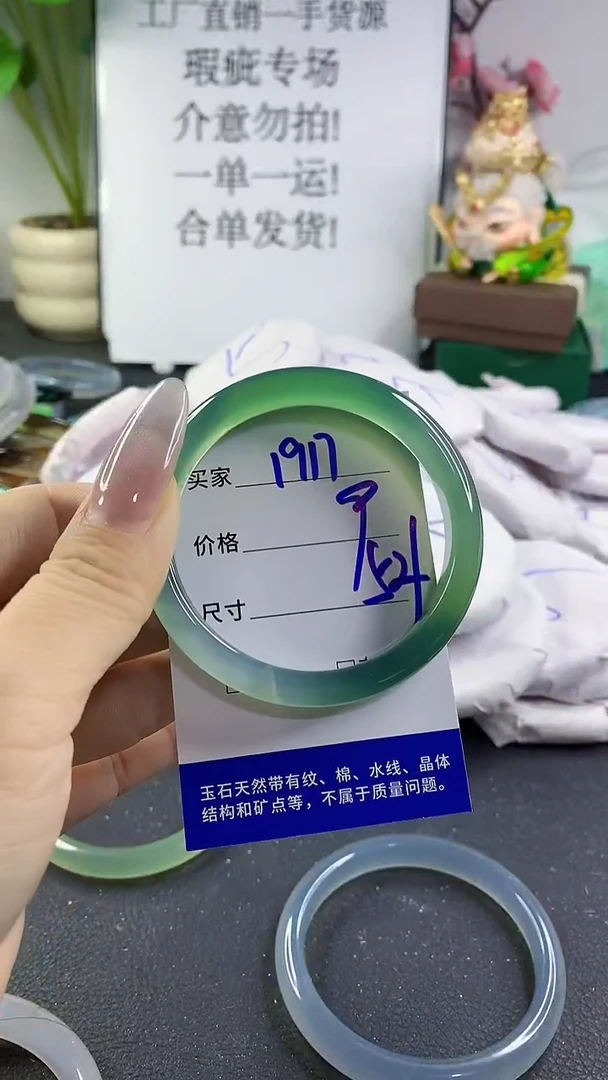 工厂直销一手货源
瑕疵专场
介意勿拍!
一单一运!
合单发货!
买家 1917
价格
尺寸 524
玉石天然带有纹、棉、水线、晶体
结构和矿点等，不属于质量问题。